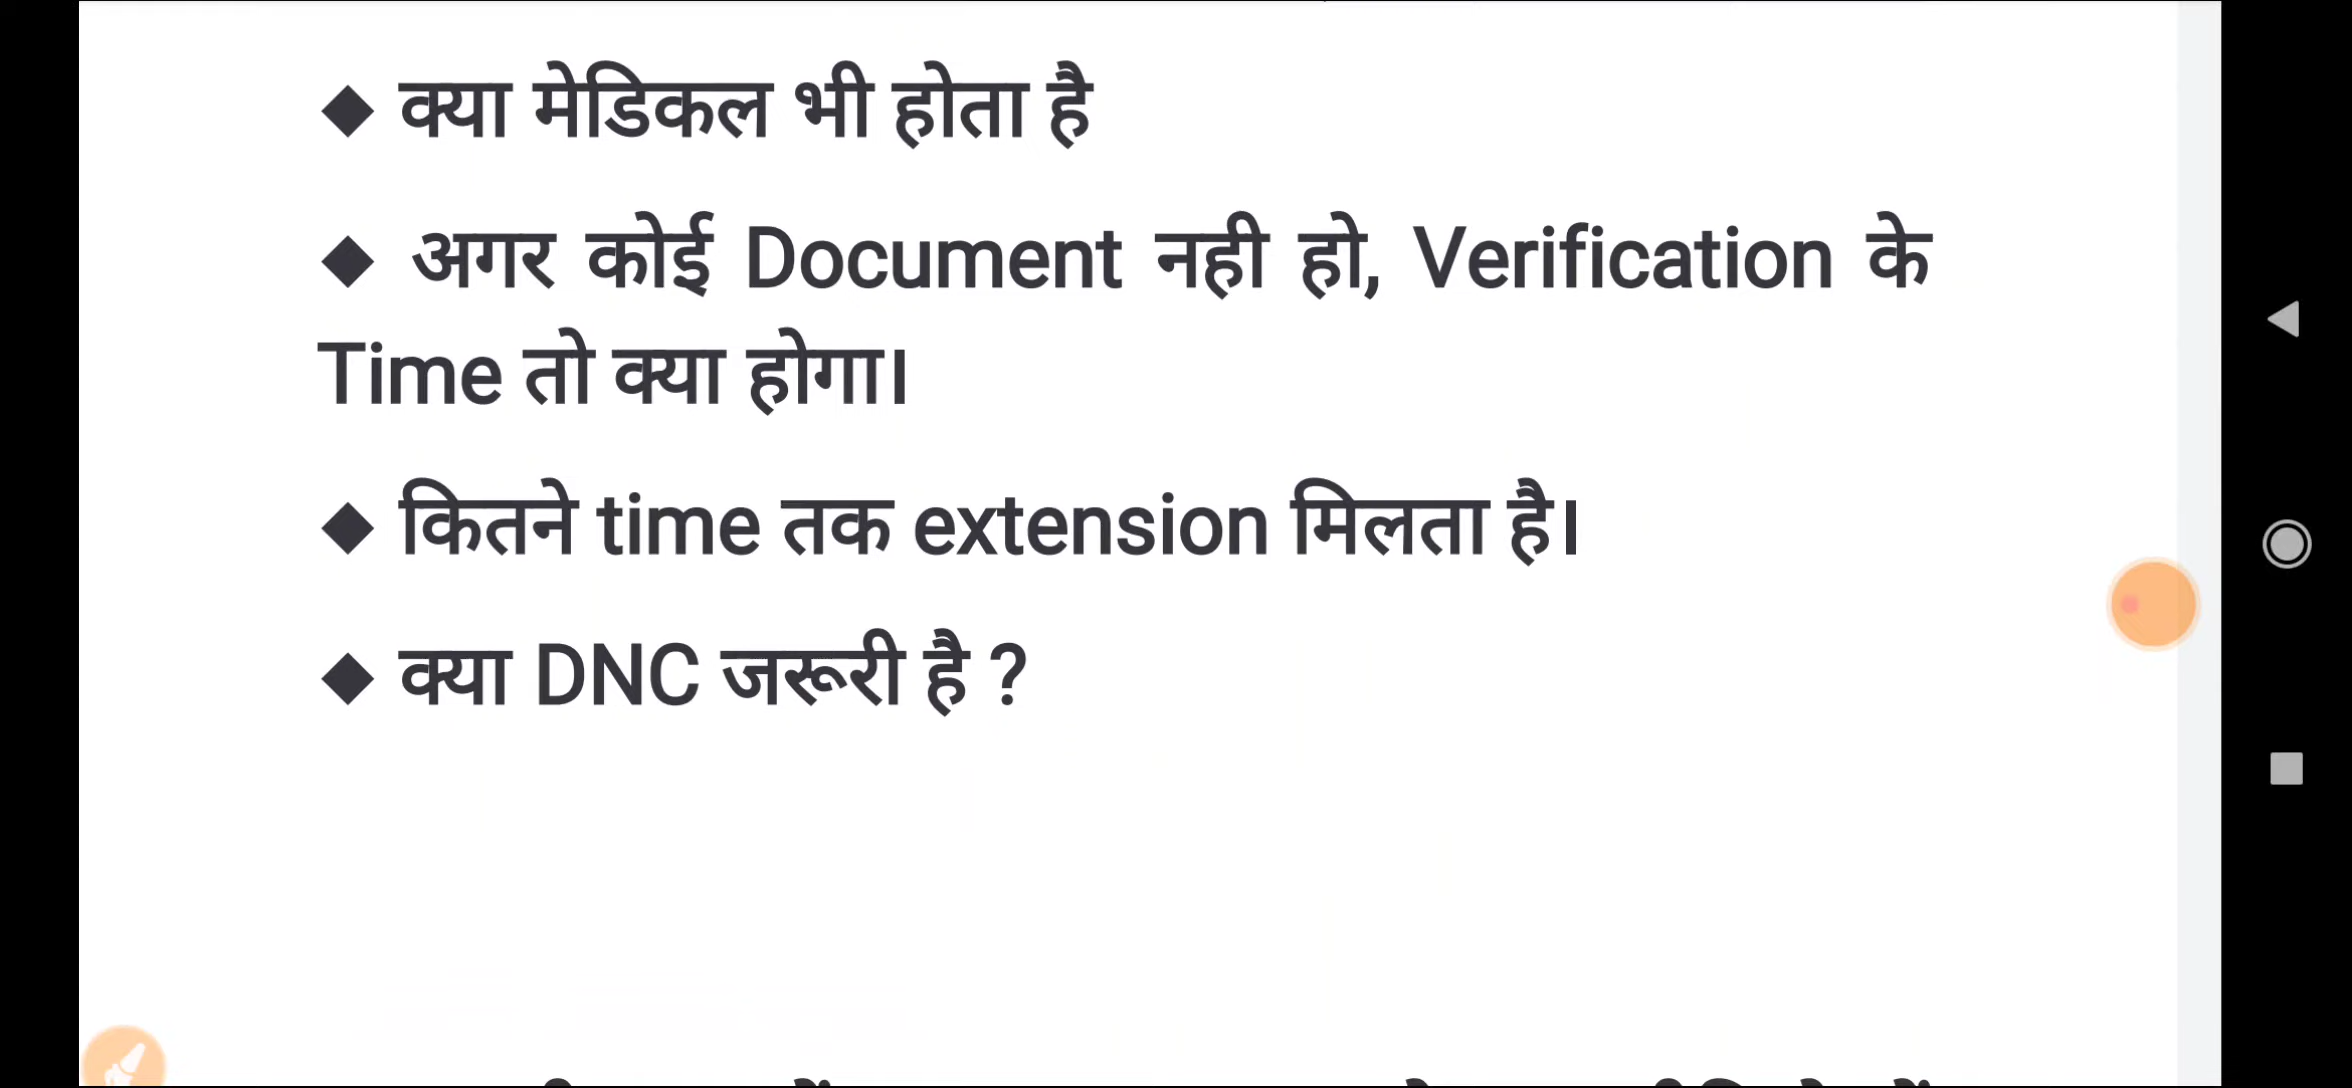 ◆ क्या मेडिकल भी होता है
◆ अगर कोई Document नही हो, Verification के
Time तो क्या होगा।
◆ कितने time तक extension मिलता है।
◆ क्या DNC जरूरी है ?